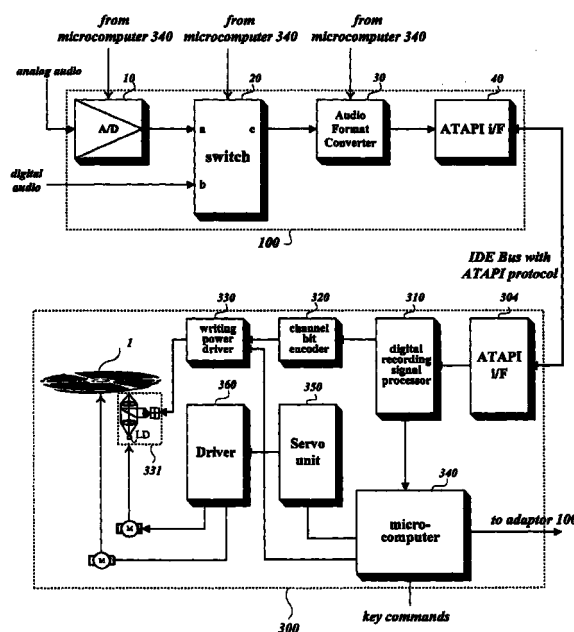 from microcomputer 340
from microcomputer 340
from microcomputer 340
analog audio
10
20
30
40
A/D
a
c
switch
b
Audio Format Converter
ATAPI i/F
digital audio
100
IDE Bus with ATAPI protocol
330
320
310
304
writing power driver
channel bit encoder
digital recording signal processor
ATAPI i/F
1
360
350
LD
331
Driver
Servo unit
340
micro-computer
to adaptor 100
M
M
key commands
300